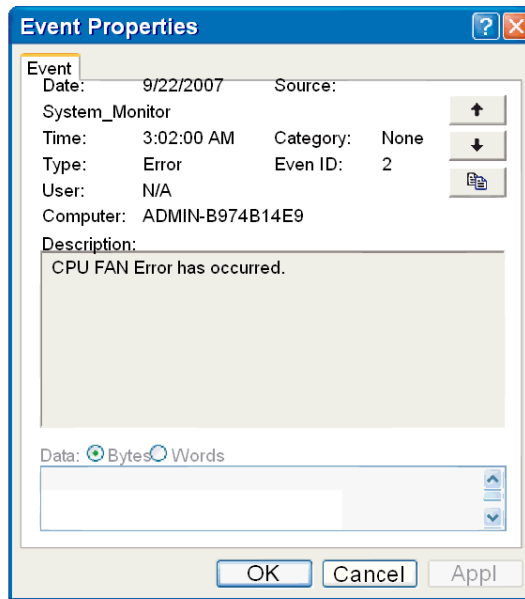 Event Properties
Event
Date: 9/22/2007 Source:
System_Monitor
Time: 3:02:00 AM Category: None
Type: Error Even ID: 2
User: N/A
Computer: ADMIN-B974B14E9
Description:
CPU FAN Error has occurred.
Data: Bytes Words
OK Cancel Appl